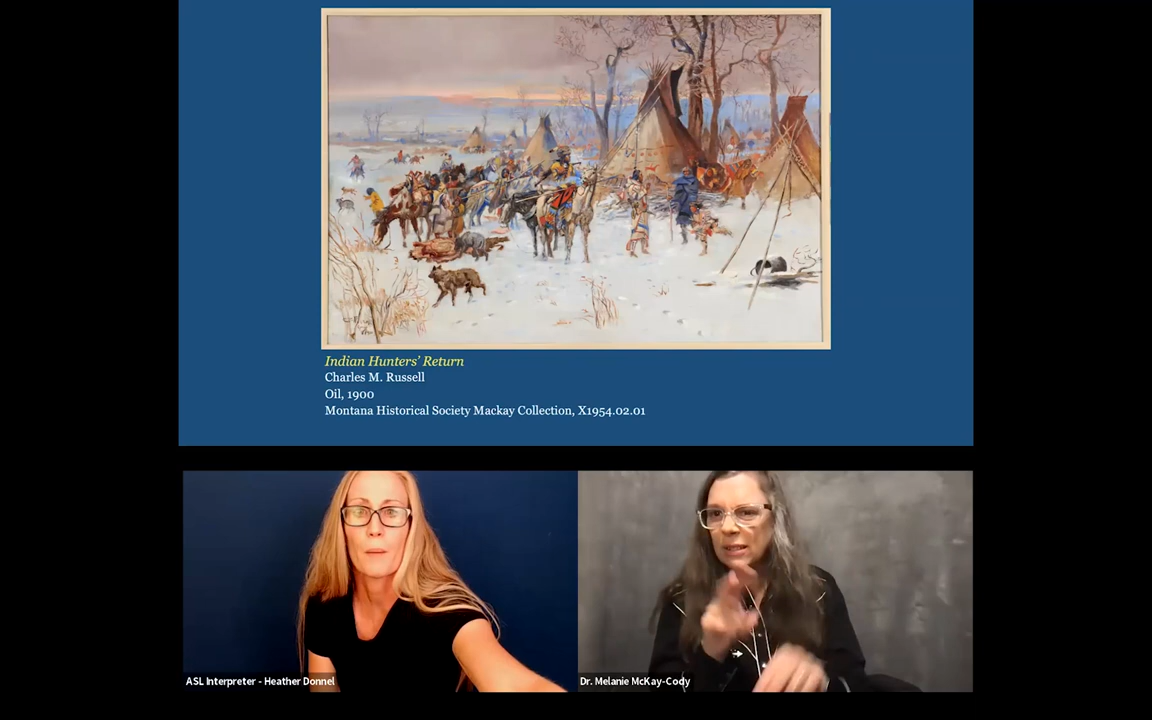 Indian Hunters' Return
Charles M. Russell
Oil, 1900
Montana Historical Society Mackay Collection, X1954.02.01
ASL Interpreter - Heather Donnel
Dr. Melanie McKay-Cody